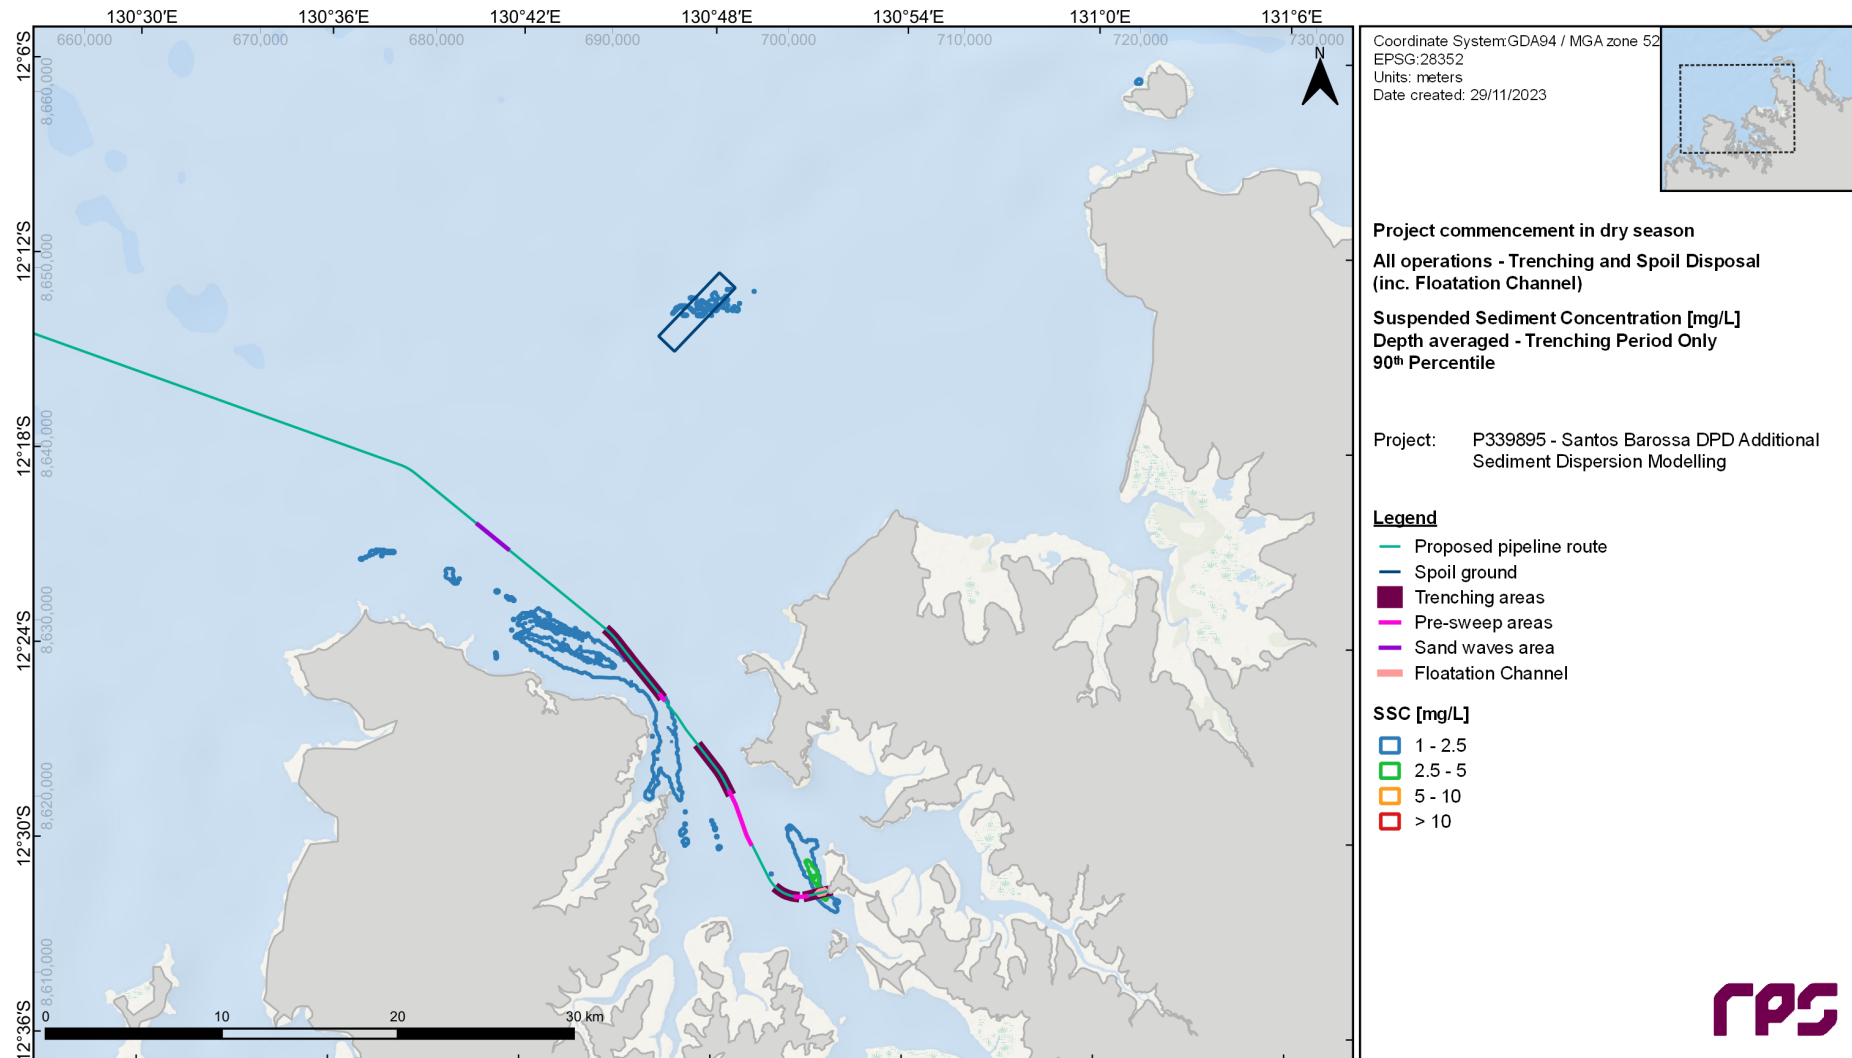 130°30'E 130°36'E 130°42'E 130°48'E 130°54'E 131°0'E 131°6'E
660,000 670,000 680,000 690,000 700,000 710,000 720,000 730,000
12°6'S
8,660,000
12°12'S
8,650,000
12°18'S
8,640,000
12°24'S
8,630,000
12°30'S
8,620,000
12°36'S
8,610,000
N
0 10 20 30 km
Coordinate System:GDA94 / MGA zone 52
EPSG:28352
Units: meters
Date created: 29/11/2023
Project commencement in dry season
All operations - Trenching and Spoil Disposal
(inc. Floatation Channel)
Suspended Sediment Concentration [mg/L]
Depth averaged - Trenching Period Only
90th Percentile
Project: P339895 - Santos Barossa DPD Additional
Sediment Dispersion Modelling
Legend
Proposed pipeline route
Spoil ground
Trenching areas
Pre-sweep areas
Sand waves area
Floatation Channel
SSC [mg/L]
1 - 2.5
2.5 - 5
5 - 10
> 10
rps